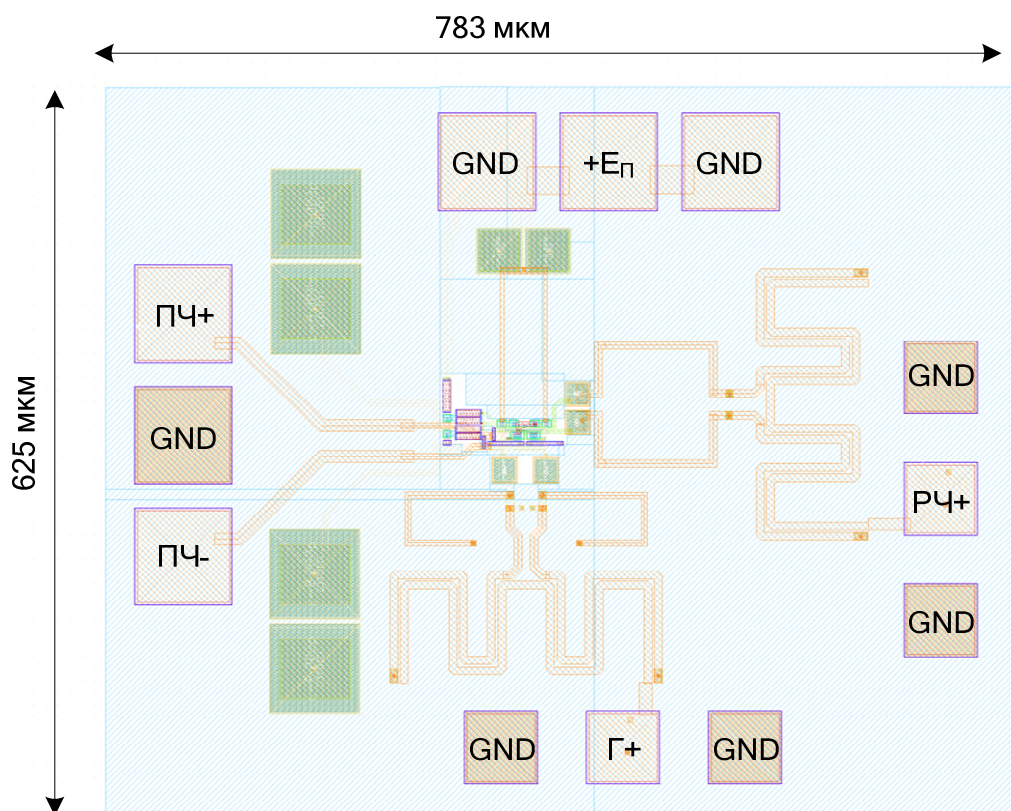 783 мкм
GND
+Eп
GND
ПЧ+
GND
GND
625 мкм
РЧ+
ПЧ-
GND
GND
Г+
GND